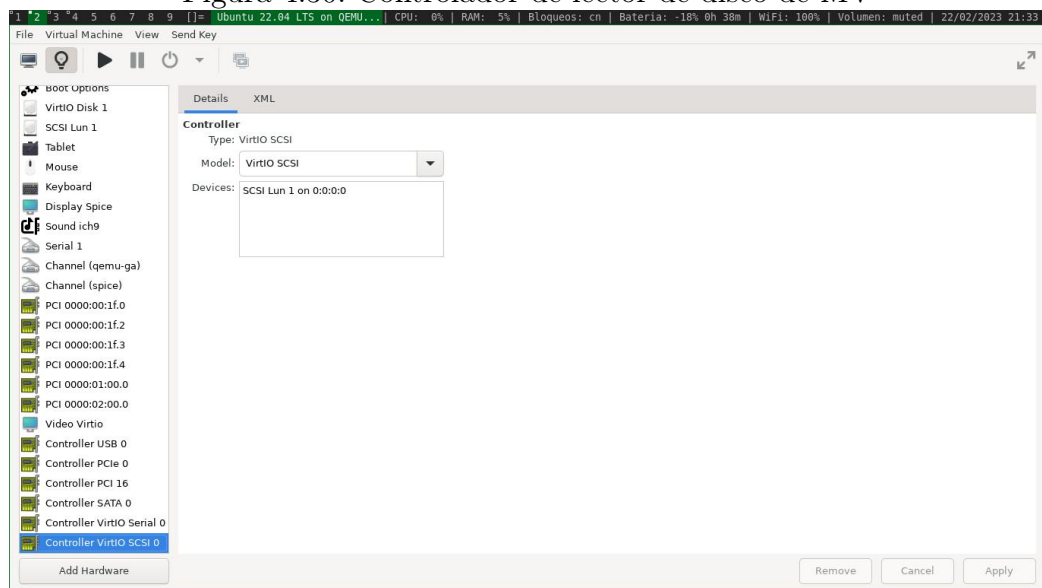 Figura 4.50: Controlador de lector de disco de MV
1 2 3 4 5 6 7 8 9 []= Ubuntu 22.04 LTS on QEMU... | CPU: 0% | RAM: 5% | Bloqueos: cn | Bateria: -18% 0h 38m | WiFi: 100% | Volumen: muted | 22/02/2023 21:33
File Virtual Machine View Send Key
Boot Options
VirtIO Disk 1
SCSI Lun 1
Tablet
Mouse
Keyboard
Display Spice
Sound ich9
Serial 1
Channel (qemu-ga)
Channel (spice)
PCI 0000:00:1f.0
PCI 0000:00:1f.2
PCI 0000:00:1f.3
PCI 0000:00:1f.4
PCI 0000:01:00.0
PCI 0000:02:00.0
Video Virtio
Controller USB 0
Controller PCIe 0
Controller PCI 16
Controller SATA 0
Controller VirtIO Serial 0
Controller VirtIO SCSI 0
Add Hardware
Details XML
Controller
Type: VirtIO SCSI
Model: VirtIO SCSI
Devices: SCSI Lun 1 on 0:0:0:0
Remove Cancel Apply